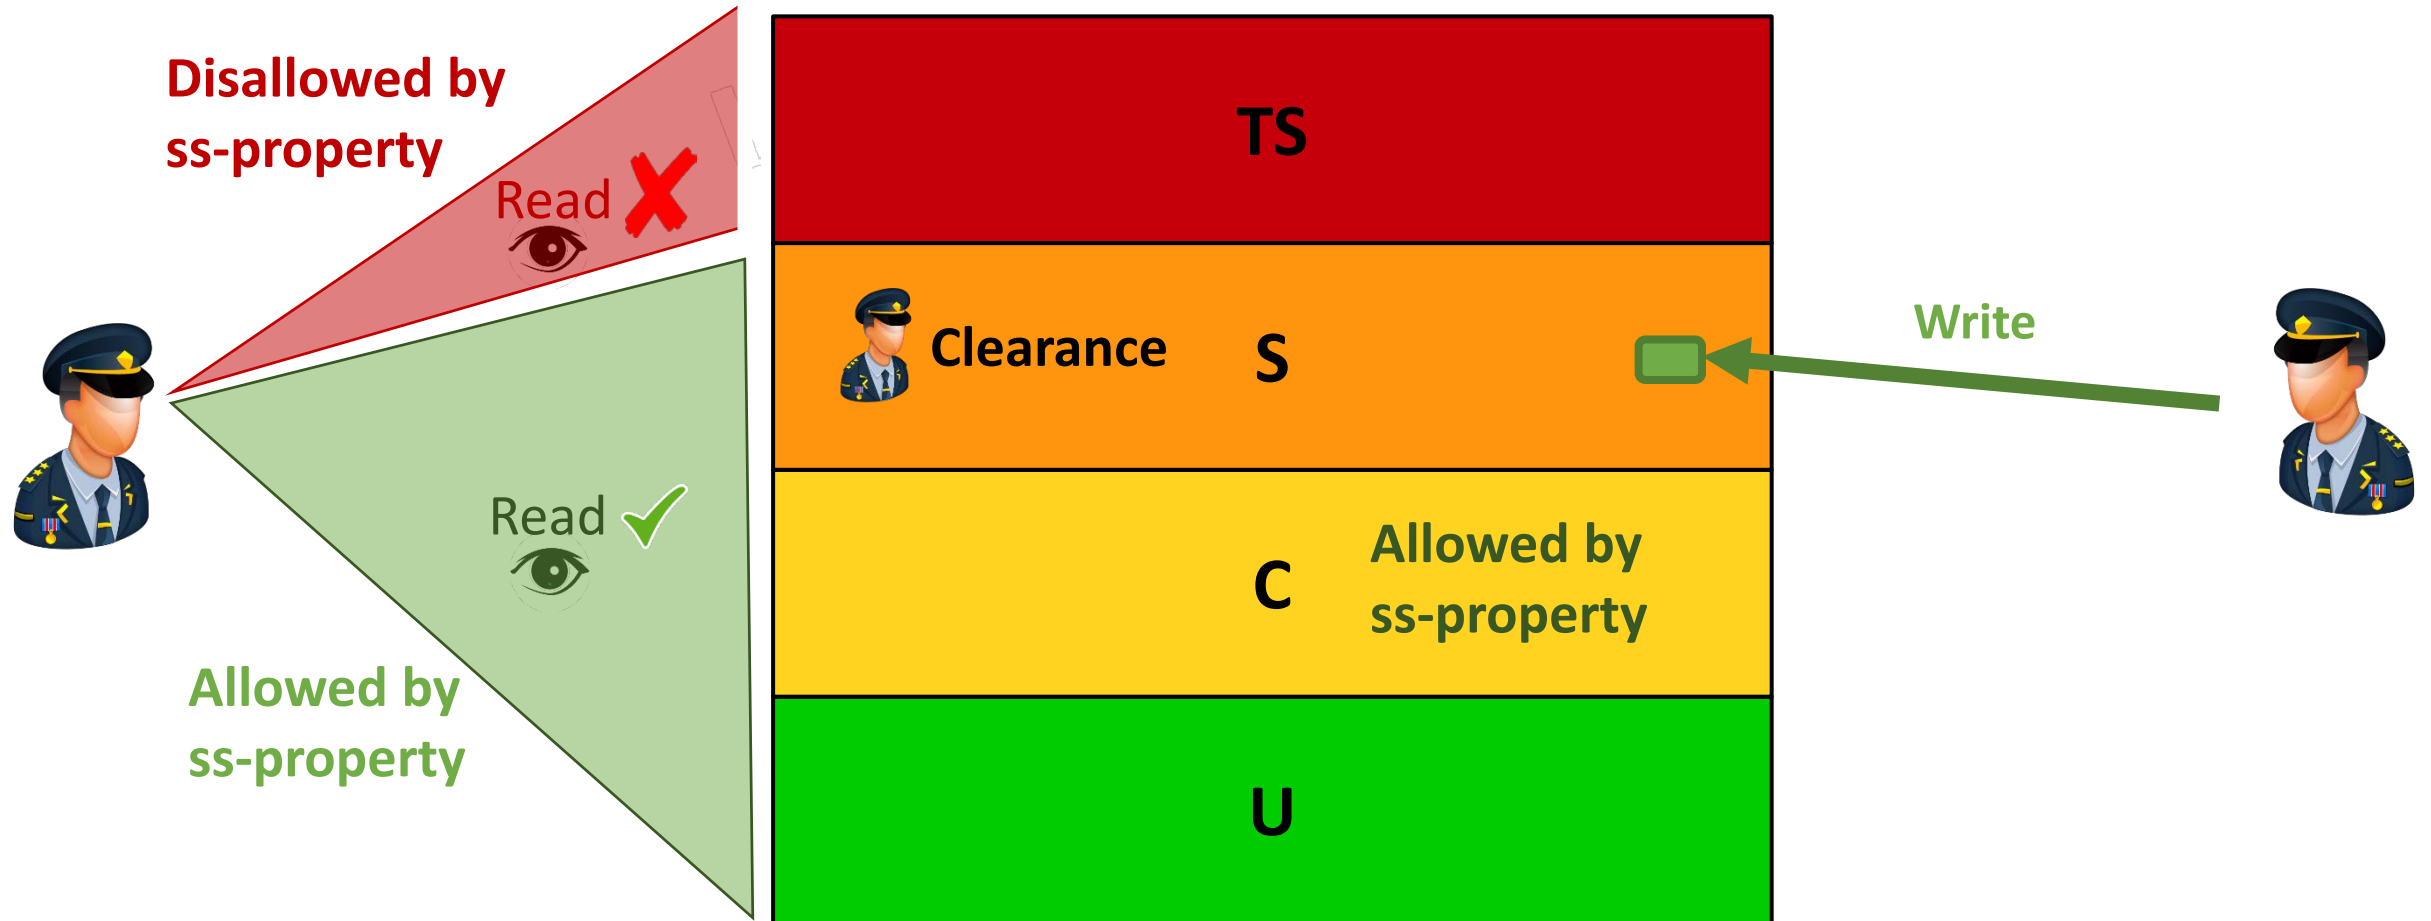 Disallowed by
ss-property
Read
Read
Allowed by
ss-property
TS
Clearance S
C
Allowed by
ss-property
U
Write